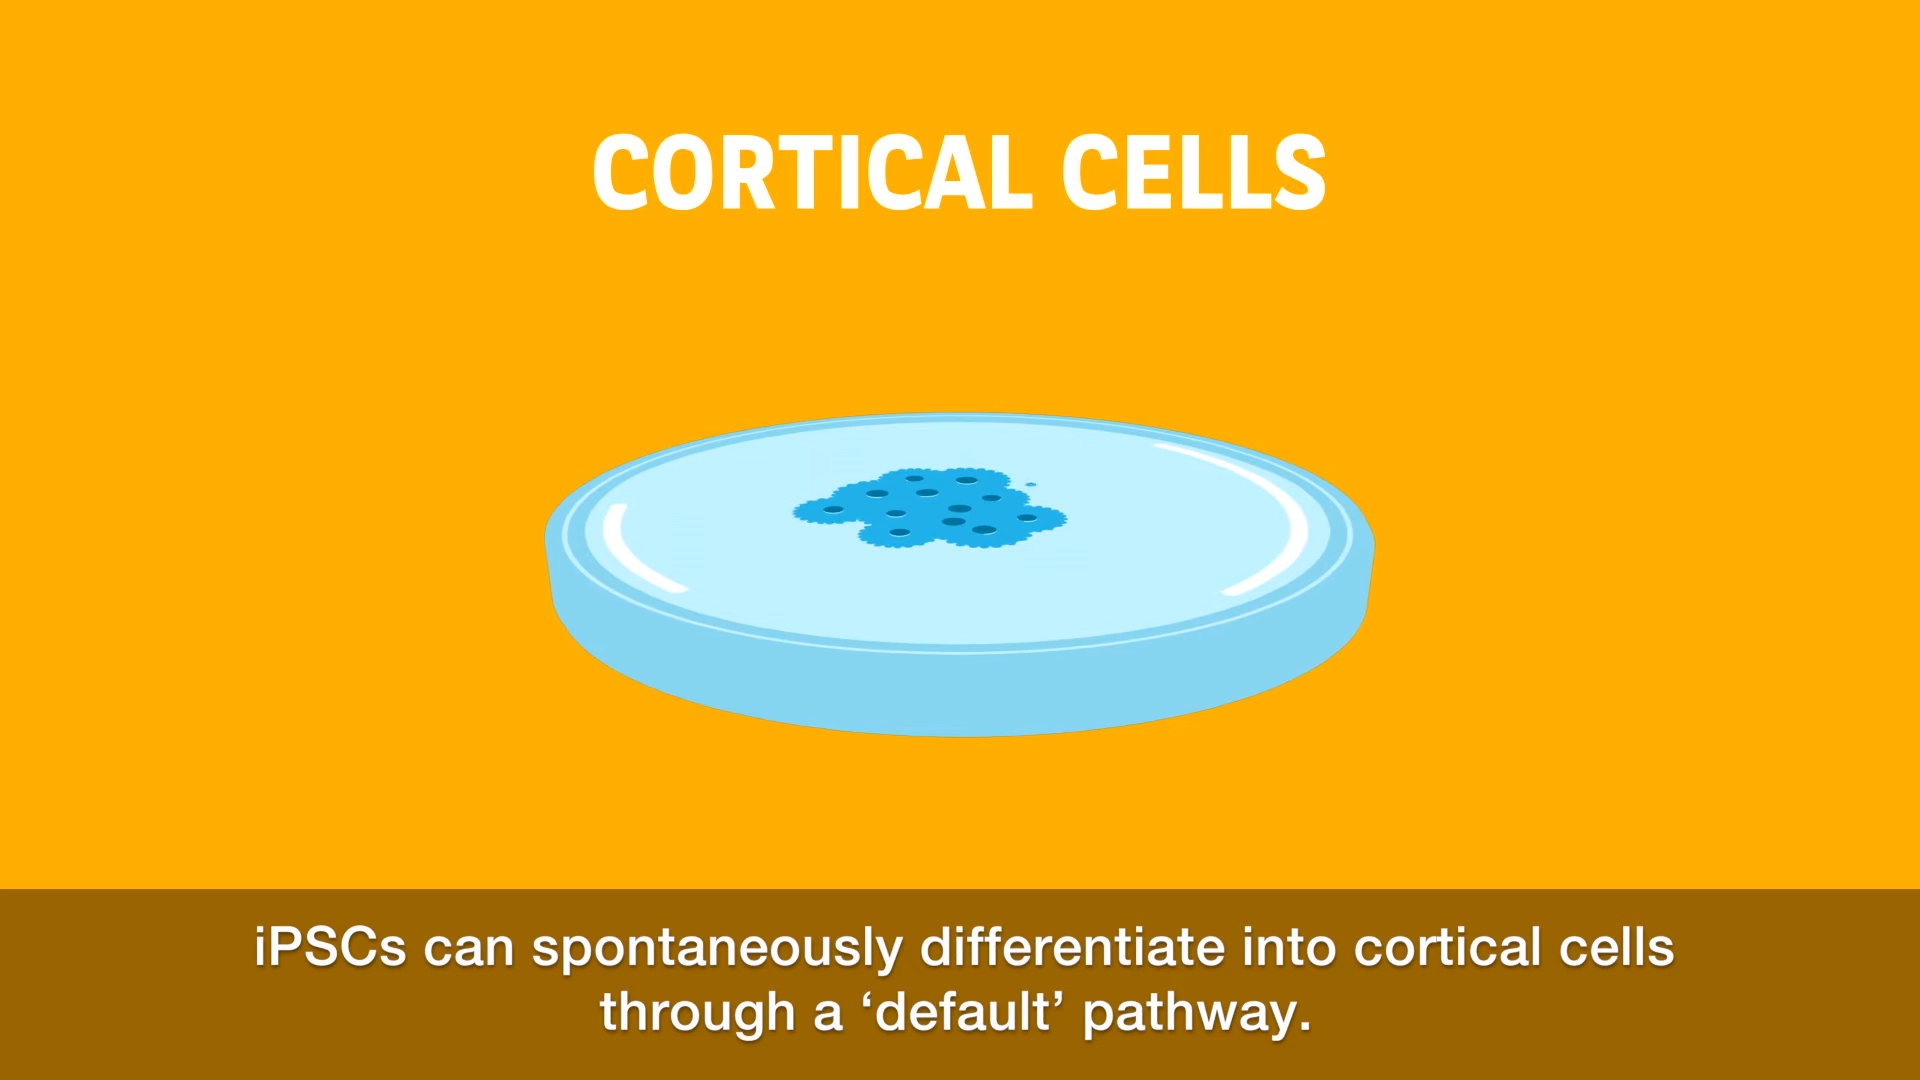 CORTICAL CELLS
iPSCs can spontaneously differentiate into cortical cells
through a ‘default’ pathway.